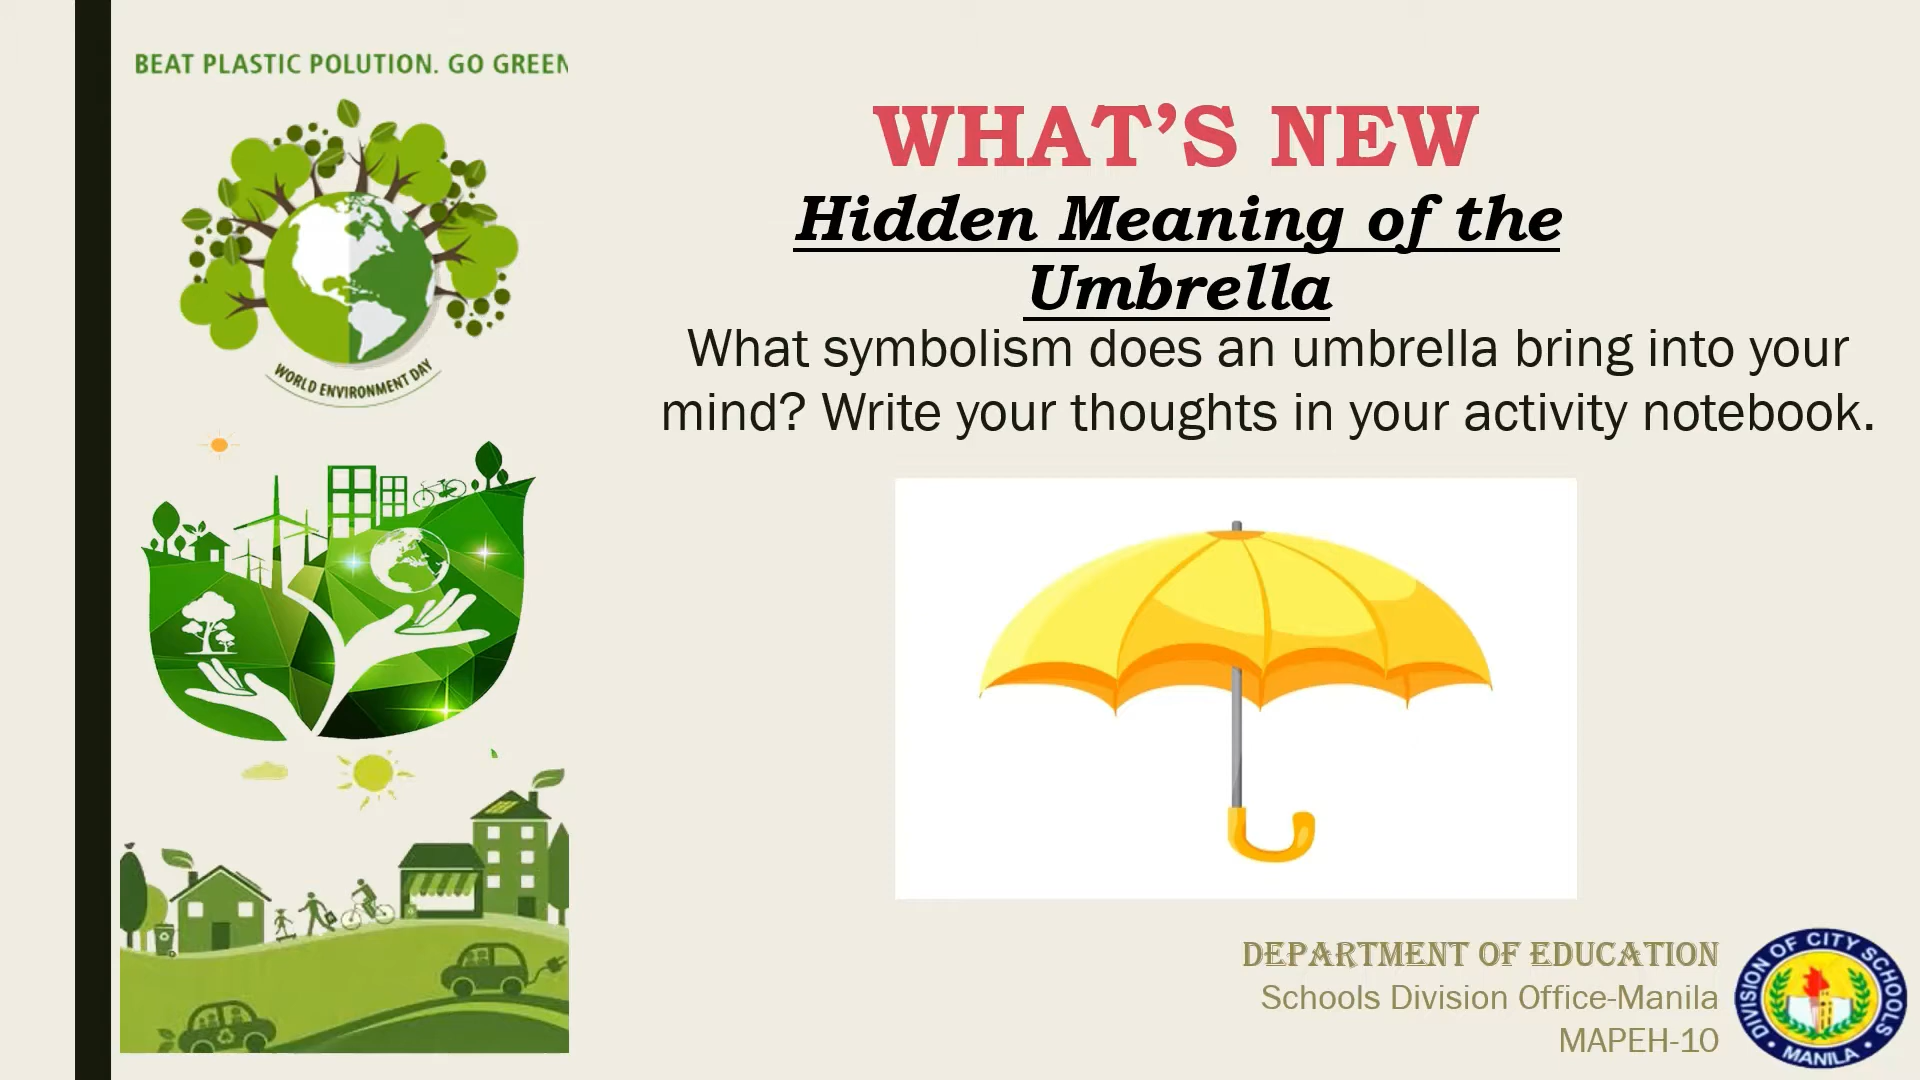 BEAT PLASTIC POLUTION. GO GREEN
WORLD ENVIRONMENT DAY
WHAT’S NEW
Hidden Meaning of the
Umbrella
What symbolism does an umbrella bring into your
mind? Write your thoughts in your activity notebook.
DEPARTMENT OF EDUCATION
Schools Division Office-Manila
MAPEH-10
DIVISION OF CITY SCHOOLS
• MANILA •